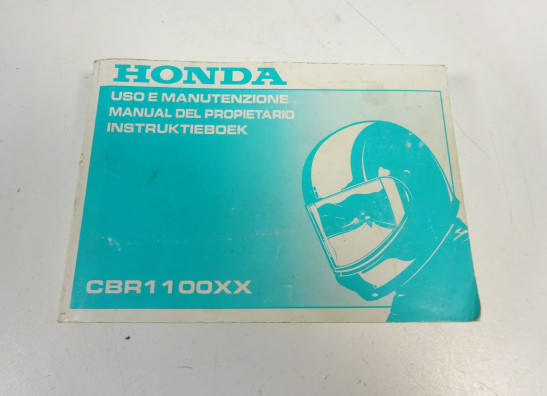 HONDA
USO E MANUTENZIONE
MANUAL DEL PROPIETARIO
INSTRUKTIEBOEK
CBR1100XX